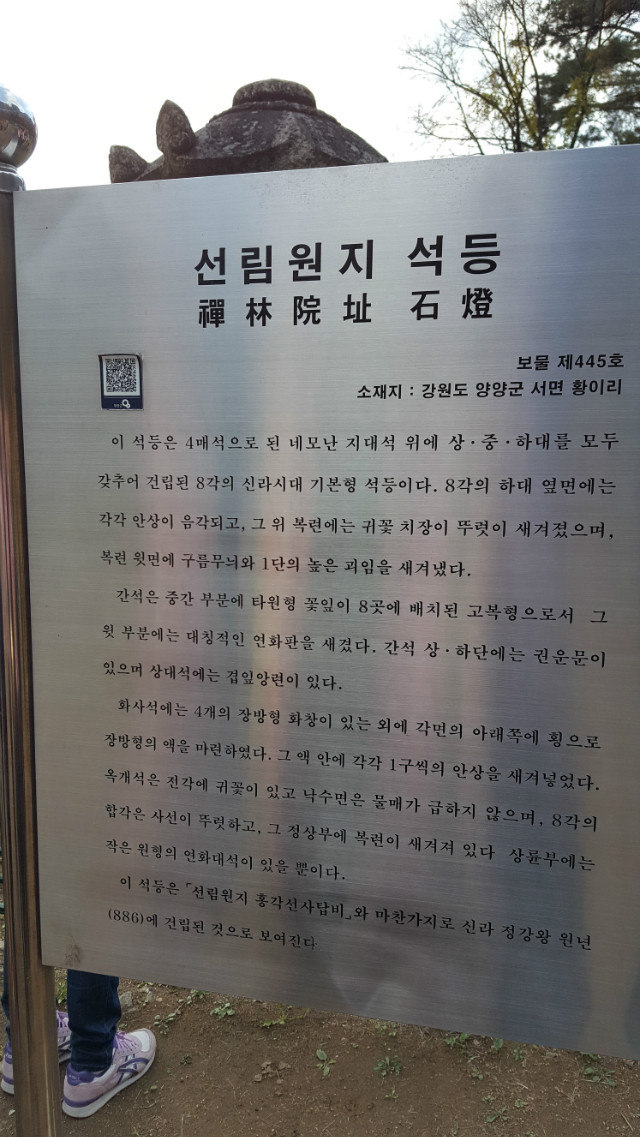 선림원지 석등
禪林院址 石燈
보물 제445호
소재지 : 강원도 양양군 서면 황이리
이 석등은 4매석으로 된 네모난 지대석 위에 상·중·하대를 모두
갖추어 건립된 8각의 신라시대 기본형 석등이다. 8각의 하대 옆면에는
각각 안상이 음각되고, 그 위 복련에는 귀꽃 치장이 뚜렷이 새겨졌으며,
복련 윗면에 구름무늬와 1단의 높은 괴임을 새겨냈다.
간석은 중간 부분에 타원형 꽃잎이 8곳에 배치된 고복형으로서 그
윗 부분에는 대칭적인 연화판을 새겼다. 간석 상·하단에는 권운문이
있으며 상대석에는 겹잎앙련이 있다.
화사석에는 4개의 장방형 화창이 있는 외에 각면의 아래쪽에 횡으로
장방형의 액을 마련하였다. 그 액 안에 각각 1구씩의 안상을 새겨넣었다.
옥개석은 전각에 귀꽃이 있고 낙수면은 물매가 급하지 않으며, 8각의
합각은 사선이 뚜렷하고, 그 정상부에 복련이 새겨져 있다 상륜부에는
작은 원형의 연화대석이 있을 뿐이다.
이 석등은 「선림원지 홍각선사탑비」와 마찬가지로 신라 정강왕 원년
(886)에 건립된 것으로 보여진다